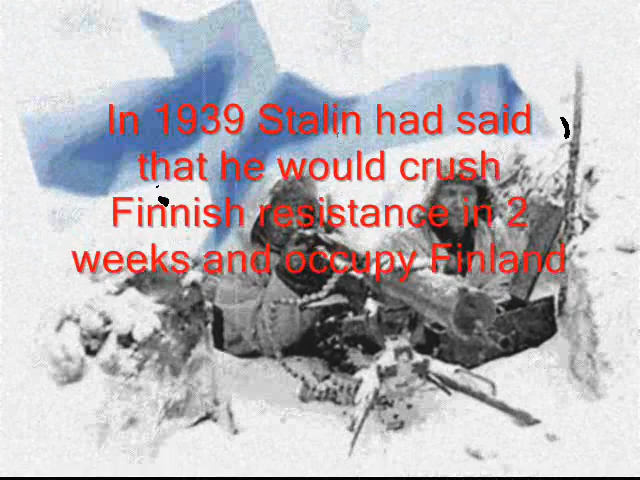 In 1939 Stalin had said
that he would crush
Finnish resistance in 2
weeks and occupy Finland